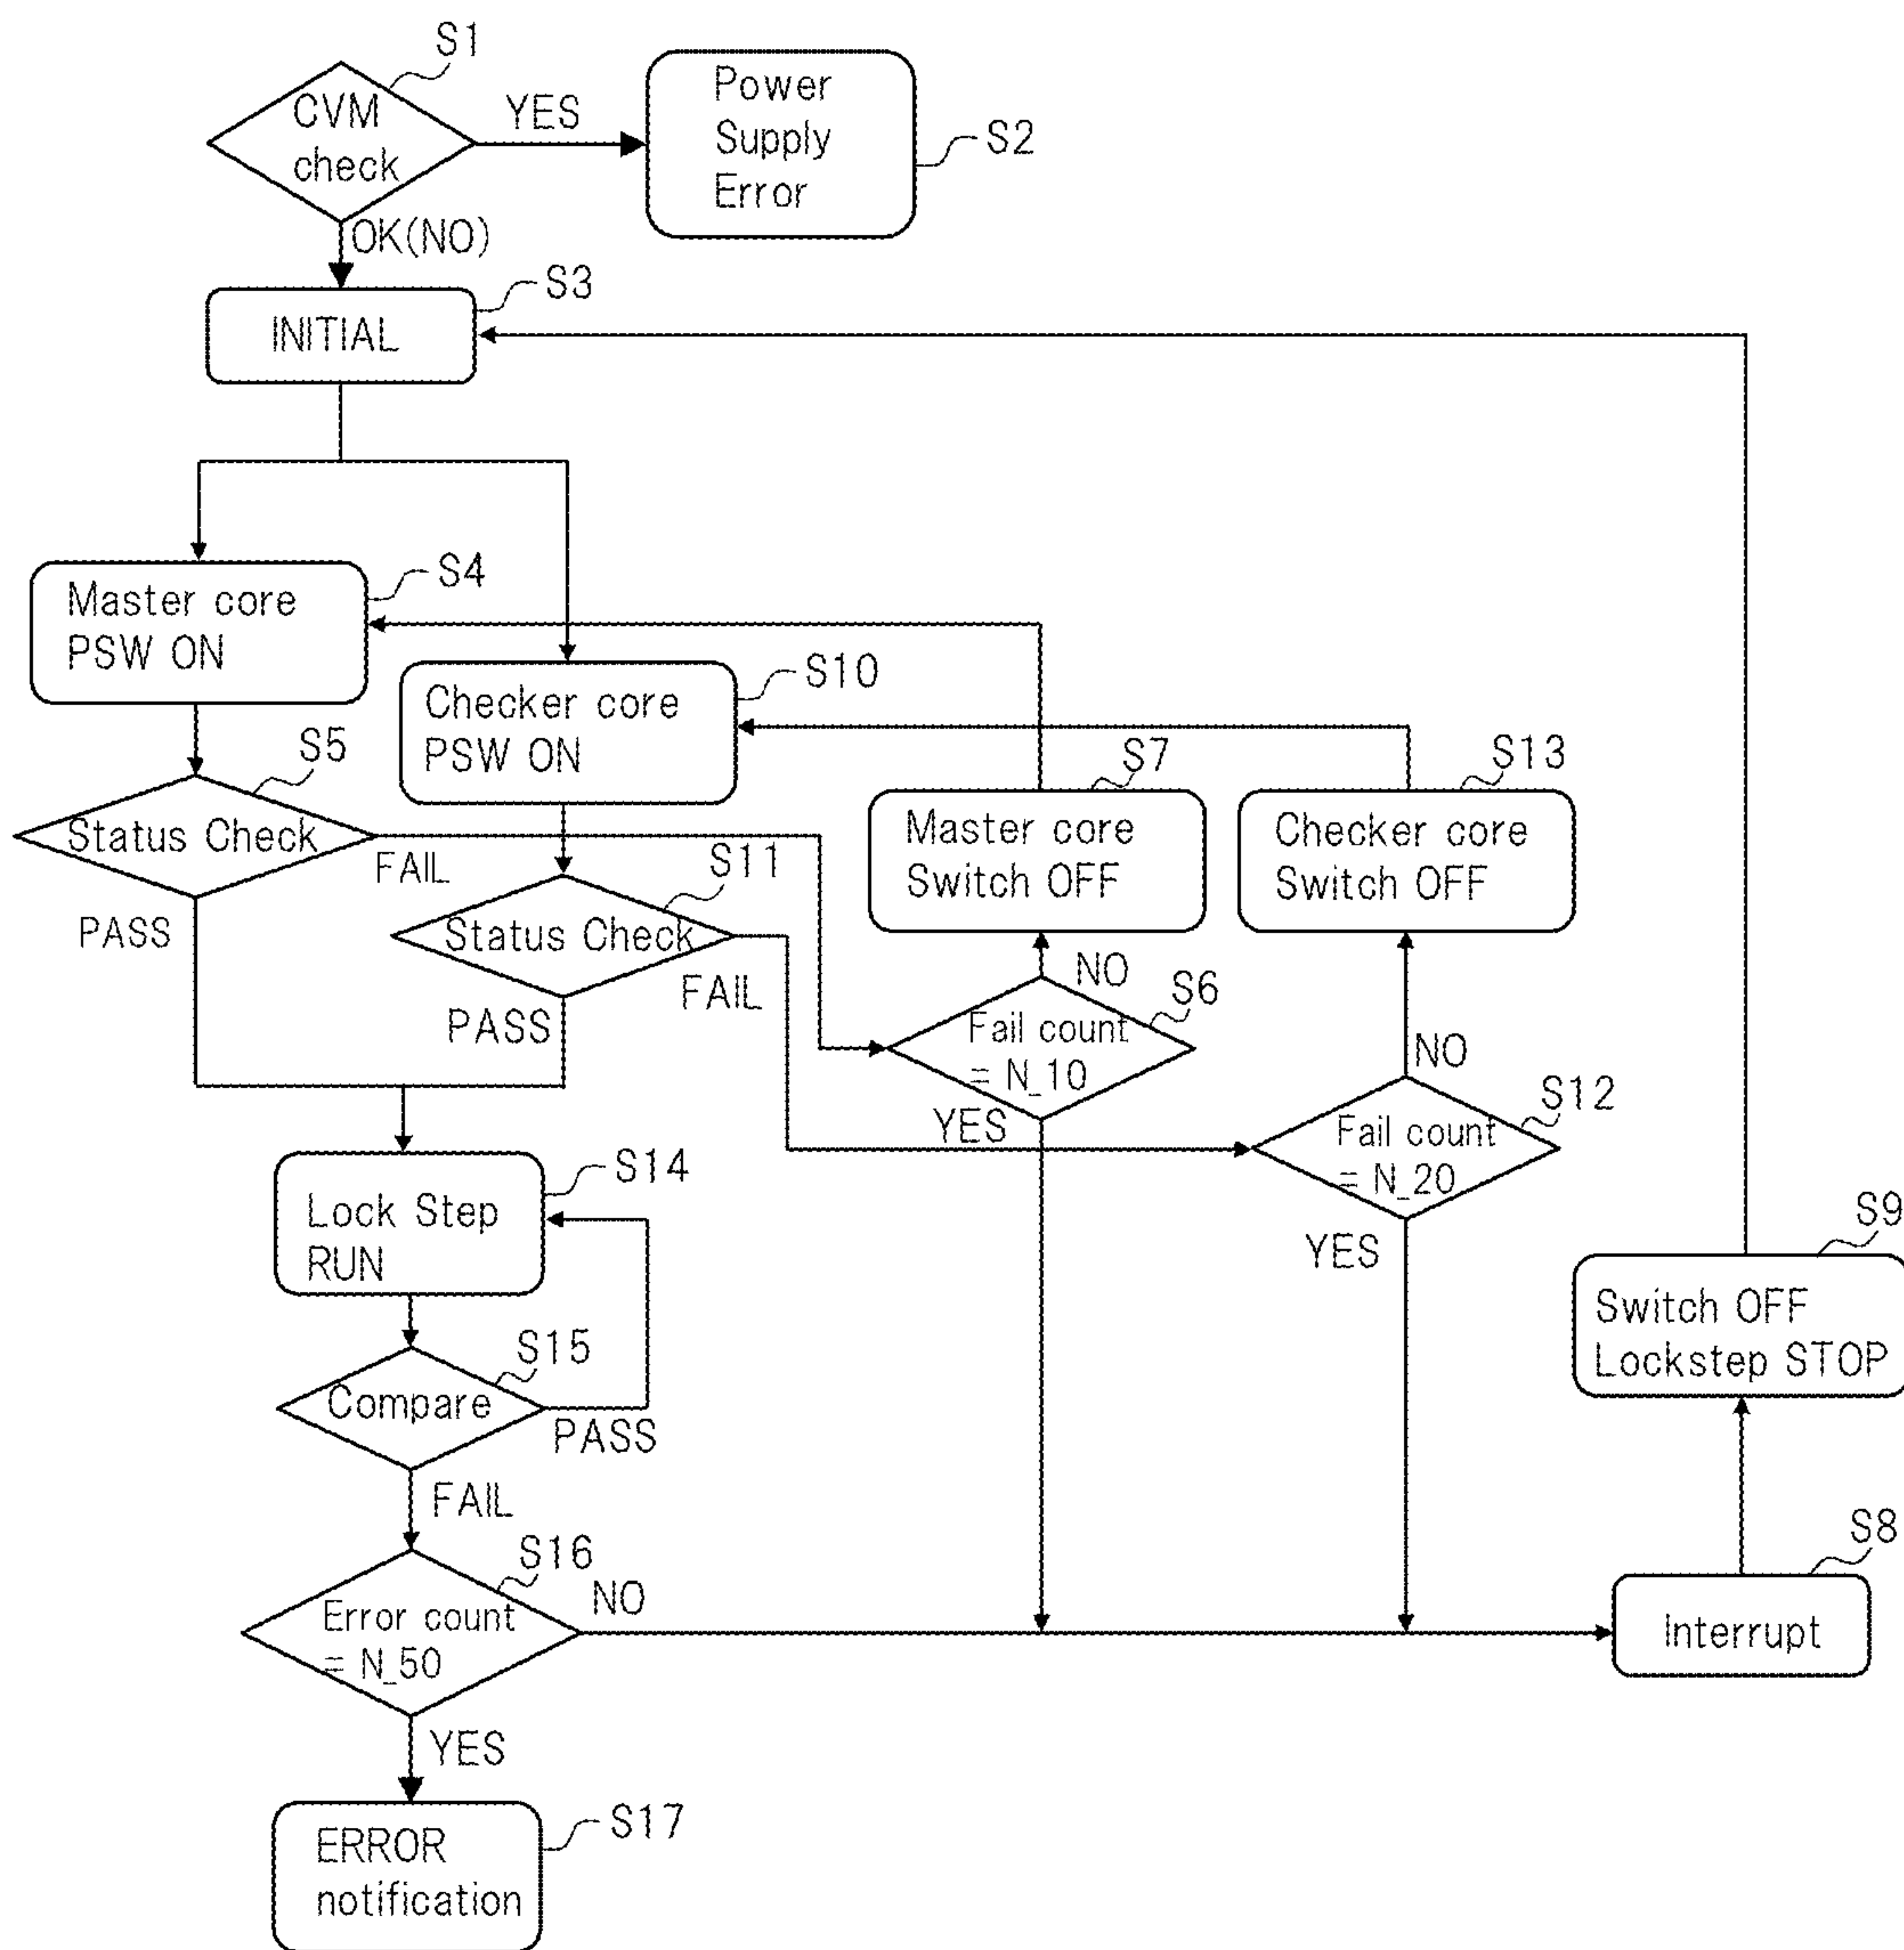 S1
CVM
check
YES
Power
Supply
Error
S2
OK(NO)
S3
INITIAL
S4
Master core
PSW ON
S10
Checker core
PSW ON
S5
Status Check
FAIL
PASS
S11
Status Check
FAIL
PASS
S7
Master core
Switch OFF
S13
Checker core
Switch OFF
NO
S6
Fail count
= N_10
YES
NO
S12
Fail count
= N_20
YES
S14
Lock Step
RUN
S9
Switch OFF
Lockstep STOP
S15
Compare
PASS
FAIL
S16
NO
Error count
= N_50
S8
Interrupt
YES
S17
ERROR
notification